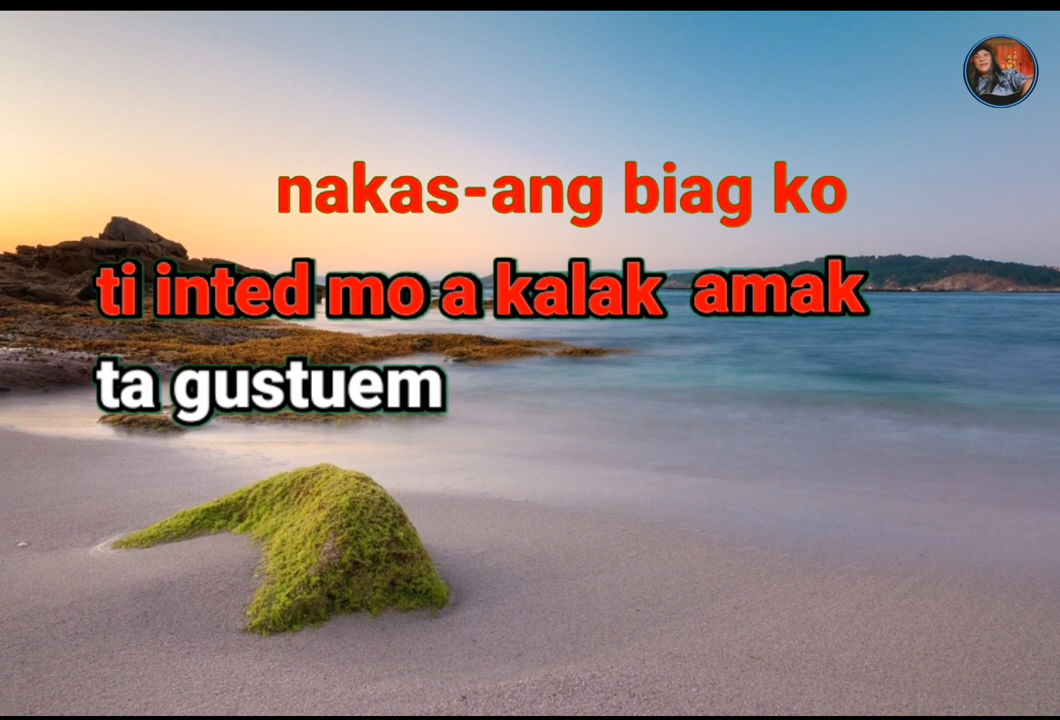 nakas-ang biag ko
ti inted mo a kalak amak
ta gustuem